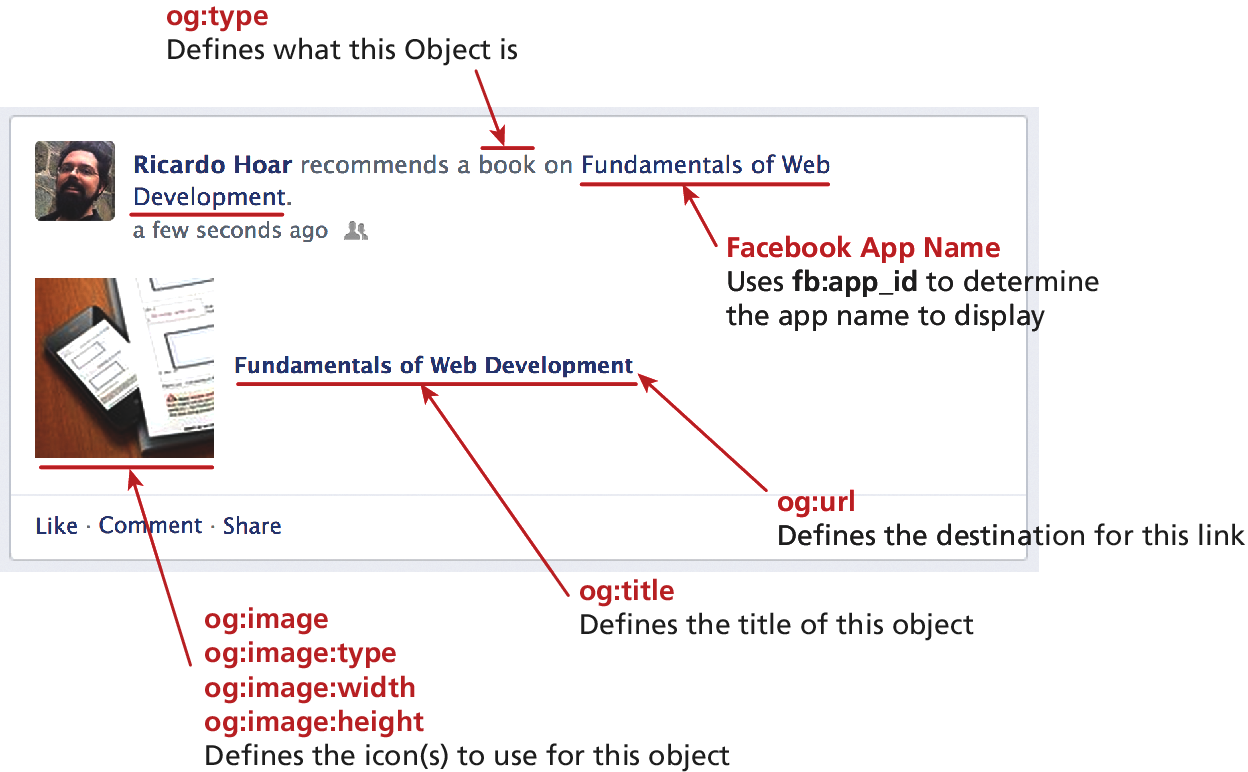 og:type
Defines what this Object is
Ricardo Hoar recommends a book on Fundamentals of Web
Development.
a few seconds ago
Facebook App Name
Uses fb:app_id to determine
the app name to display
Fundamentals of Web Development
og:url
Defines the destination for this link
Like · Comment · Share
og:title
Defines the title of this object
og:image
og:image:type
og:image:width
og:image:height
Defines the icon(s) to use for this object